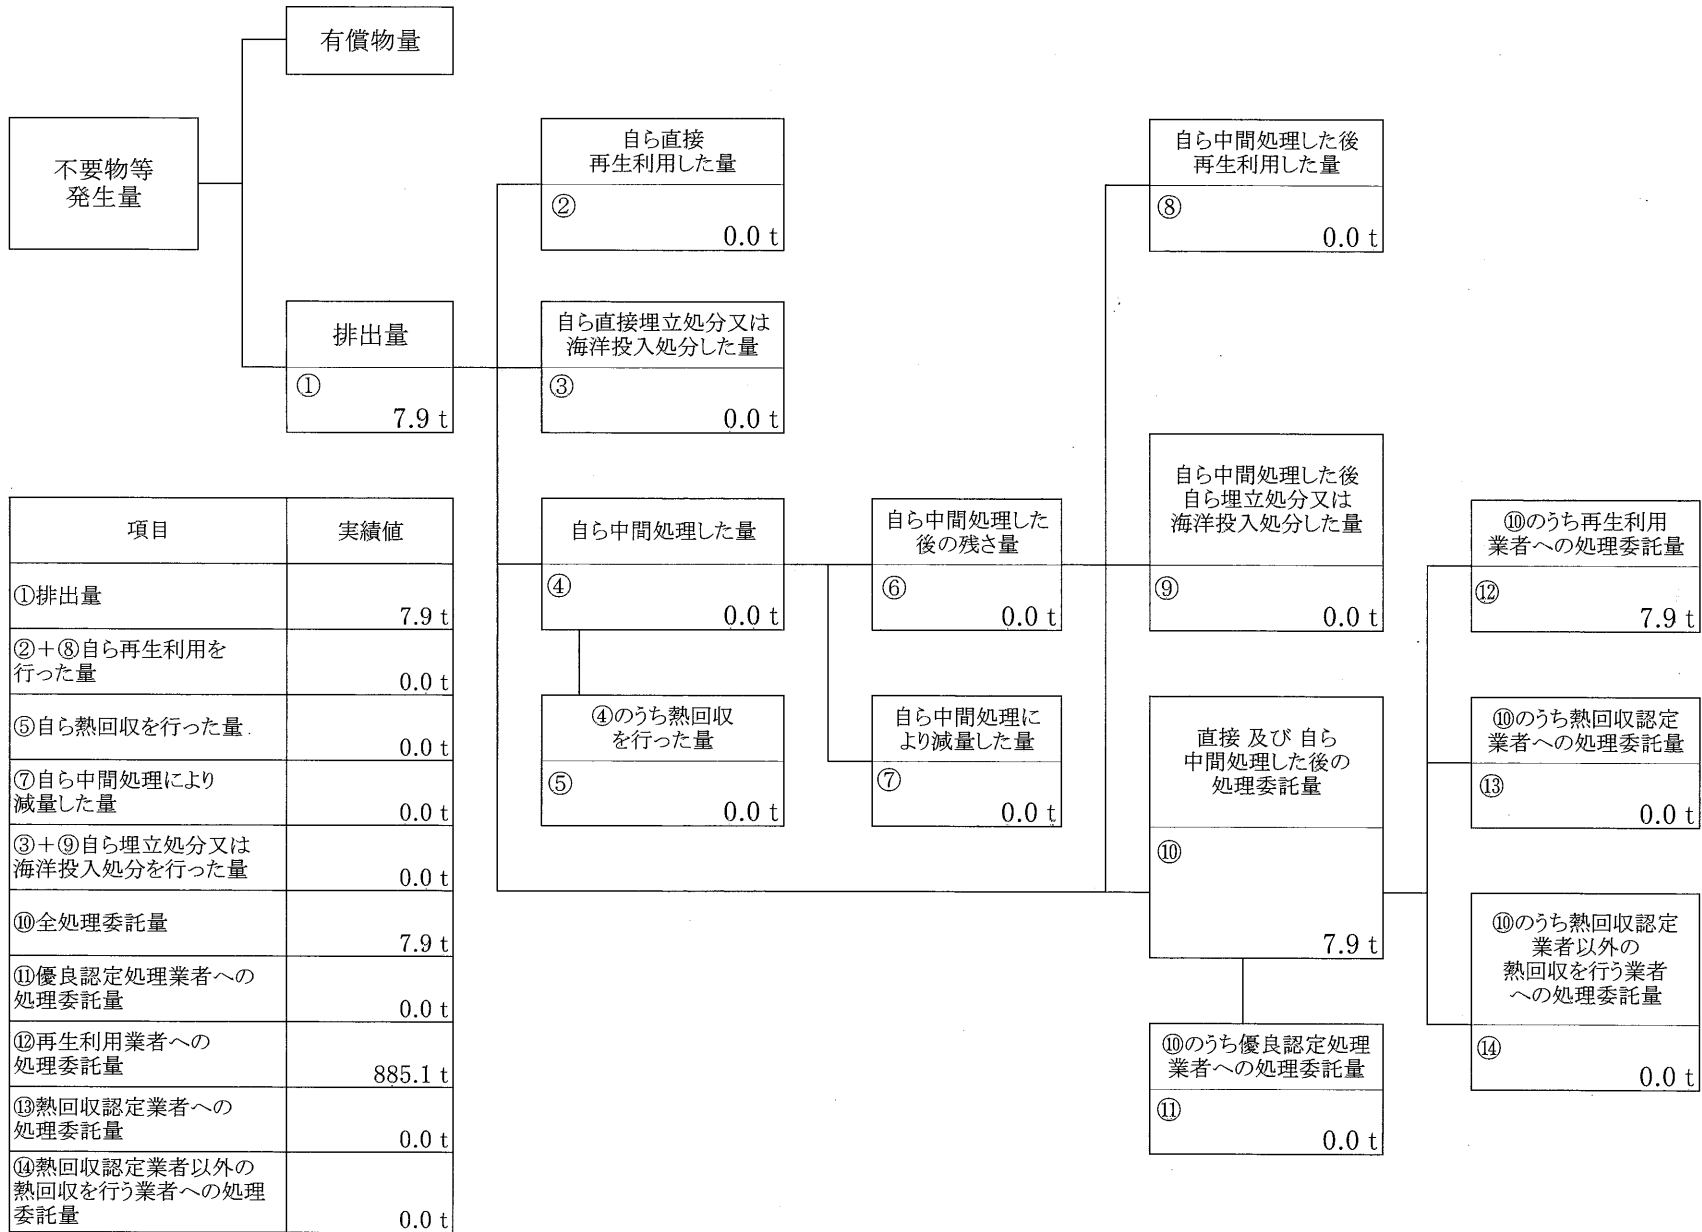 有償物量
不要物等
発生量
排出量
①
7.9 t
自ら直接
再生利用した量
②
0.0 t
自ら直接埋立処分又は
海洋投入処分した量
③
0.0 t
自ら中間処理した量
④
0.0 t
④のうち熱回収
を行った量
⑤
0.0 t
自ら中間処理した
後の残さ量
⑥
0.0 t
自ら中間処理に
より減量した量
⑦
0.0 t
自ら中間処理した後
再生利用した量
⑧
0.0 t
自ら中間処理した後
自ら埋立処分又は
海洋投入処分した量
⑨
0.0 t
直接 及び 自ら
中間処理した後の
処理委託量
⑩
7.9 t
⑩のうち優良認定処理
業者への処理委託量
⑪
0.0 t
⑩のうち再生利用
業者への処理委託量
⑫
7.9 t
⑩のうち熱回収認定
業者への処理委託量
⑬
0.0 t
⑩のうち熱回収認定
業者以外の
熱回収を行う業者
への処理委託量
⑭
0.0 t
項目 実績値
①排出量
7.9 t
②+⑧自ら再生利用を
行った量
0.0 t
⑤自ら熱回収を行った量
0.0 t
⑦自ら中間処理により
減量した量
0.0 t
③+⑨自ら埋立処分又は
海洋投入処分を行った量
0.0 t
⑩全処理委託量
7.9 t
⑪優良認定処理業者への
処理委託量
0.0 t
⑫再生利用業者への
処理委託量
885.1 t
⑬熱回収認定業者への
処理委託量
0.0 t
⑭熱回収認定業者以外の
熱回収を行う業者への処理
委託量
0.0 t